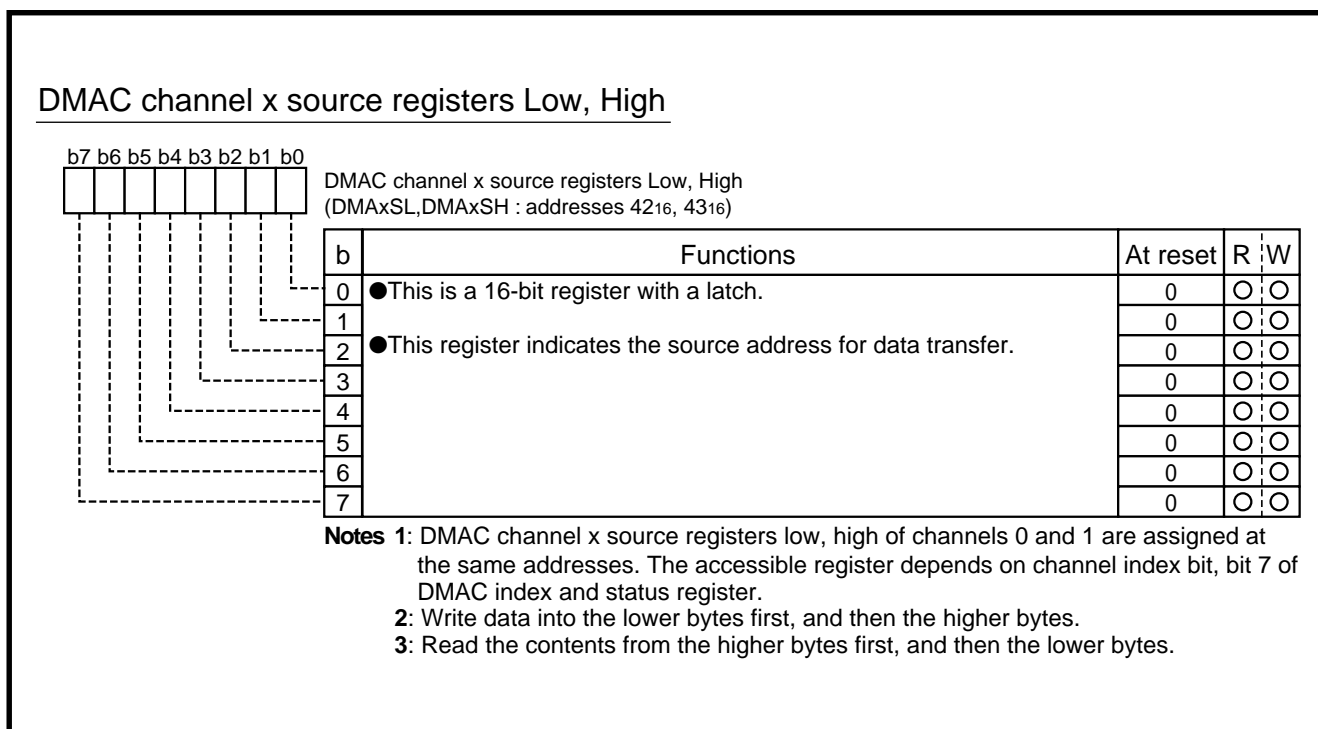 DMAC channel x source registers Low, High
b7 b6 b5 b4 b3 b2 b1 b0
DMAC channel x source registers Low, High
(DMAxSL,DMAxSH : addresses 4216, 4316)
b Functions At reset R W
0 ●This is a 16-bit register with a latch. 0 O O
1 0 O O
2 ●This register indicates the source address for data transfer. 0 O O
3 0 O O
4 0 O O
5 0 O O
6 0 O O
7 0 O O
Notes 1: DMAC channel x source registers low, high of channels 0 and 1 are assigned at
the same addresses. The accessible register depends on channel index bit, bit 7 of
DMAC index and status register.
2: Write data into the lower bytes first, and then the higher bytes.
3: Read the contents from the higher bytes first, and then the lower bytes.